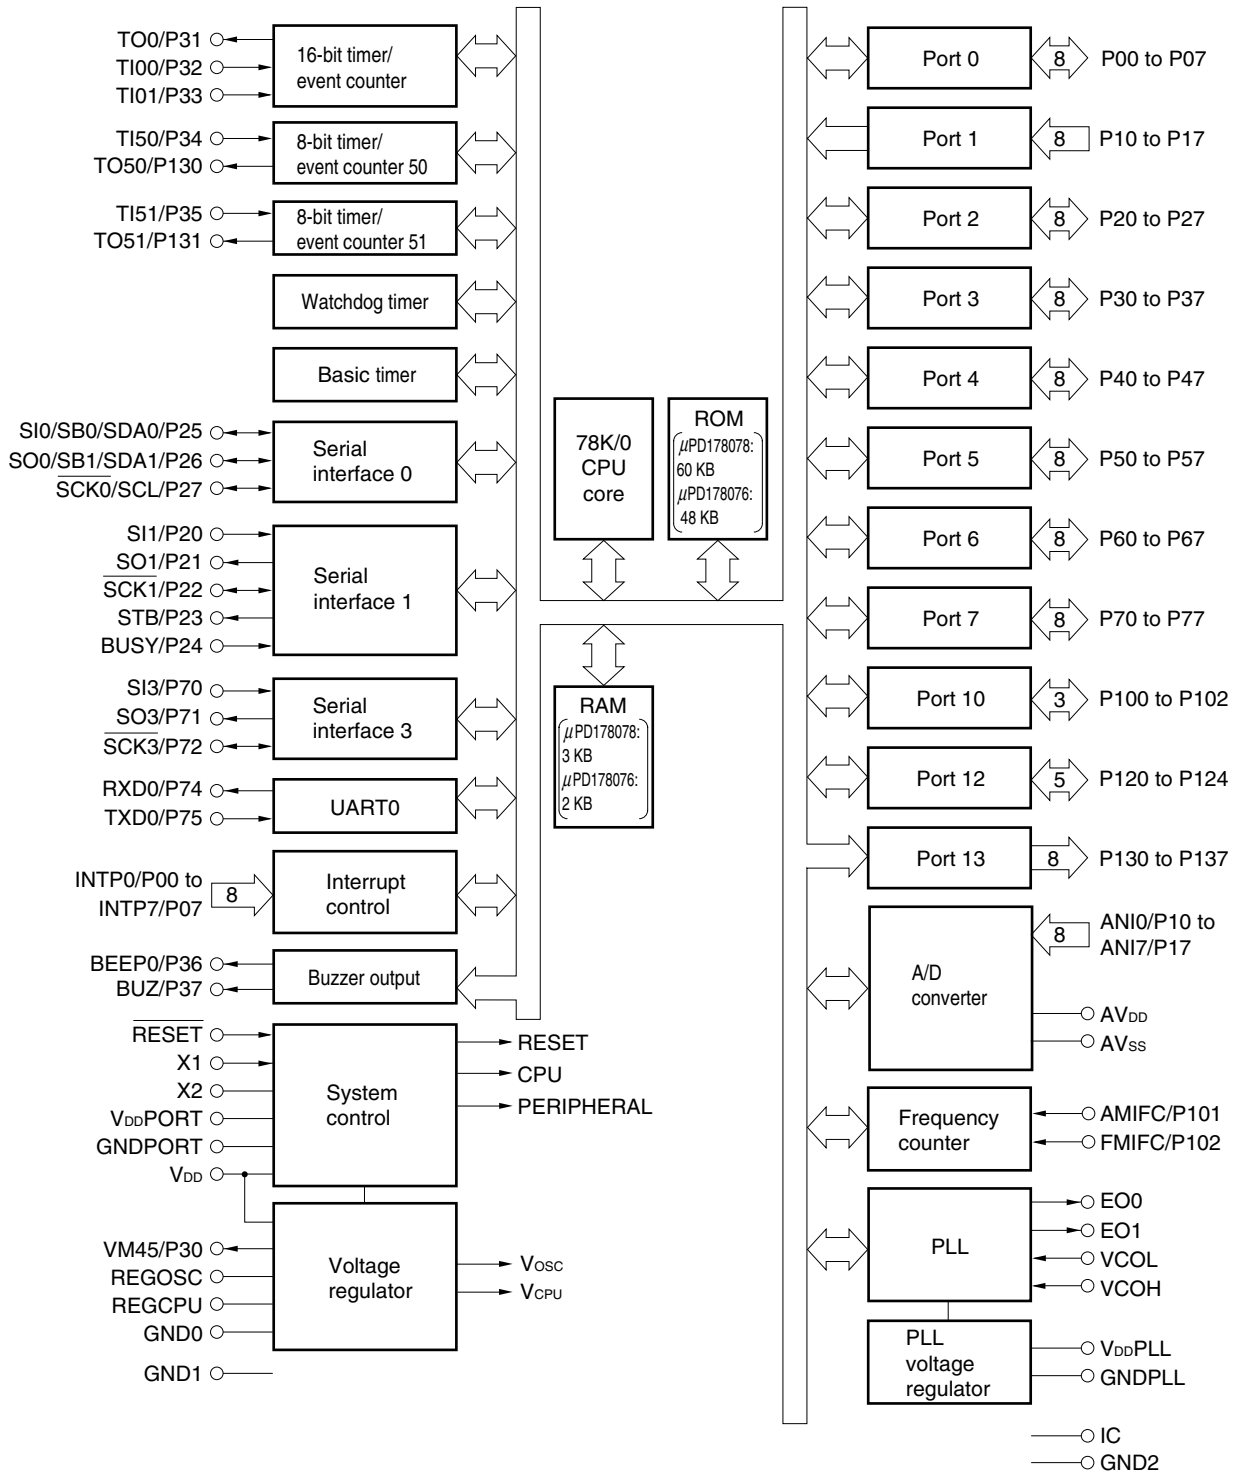 TO0/P31
TI00/P32
TI01/P33
16-bit timer/
event counter
TI50/P34
TO50/P130
8-bit timer/
event counter 50
TI51/P35
TO51/P131
8-bit timer/
event counter 51
Watchdog timer
Basic timer
SI0/SB0/SDA0/P25
SO0/SB1/SDA1/P26
SCK0/SCL/P27
Serial
interface 0
SI1/P20
SO1/P21
SCK1/P22
STB/P23
BUSY/P24
Serial
interface 1
SI3/P70
SO3/P71
SCK3/P72
Serial
interface 3
RXD0/P74
TXD0/P75
UART0
INTP0/P00 to
INTP7/P07
8
Interrupt
control
BEEP0/P36
BUZ/P37
Buzzer output
RESET
X1
X2
VDDPORT
GNDPORT
VDD
System
control
RESET
CPU
PERIPHERAL
VM45/P30
REGOSC
REGCPU
GND0
GND1
Voltage
regulator
VOSC
VCPU
78K/0
CPU
core
ROM
μPD178078:
60 KB
μPD178076:
48 KB
RAM
μPD178078:
3 KB
μPD178076:
2 KB
Port 0
8
P00 to P07
Port 1
8
P10 to P17
Port 2
8
P20 to P27
Port 3
8
P30 to P37
Port 4
8
P40 to P47
Port 5
8
P50 to P57
Port 6
8
P60 to P67
Port 7
8
P70 to P77
Port 10
3
P100 to P102
Port 12
5
P120 to P124
Port 13
8
P130 to P137
A/D
converter
8
ANI0/P10 to
ANI7/P17
AVDD
AVSS
Frequency
counter
AMIFC/P101
FMIFC/P102
PLL
EO0
EO1
VCOL
VCOH
PLL
voltage
regulator
VDDPLL
GNDPLL
IC
GND2